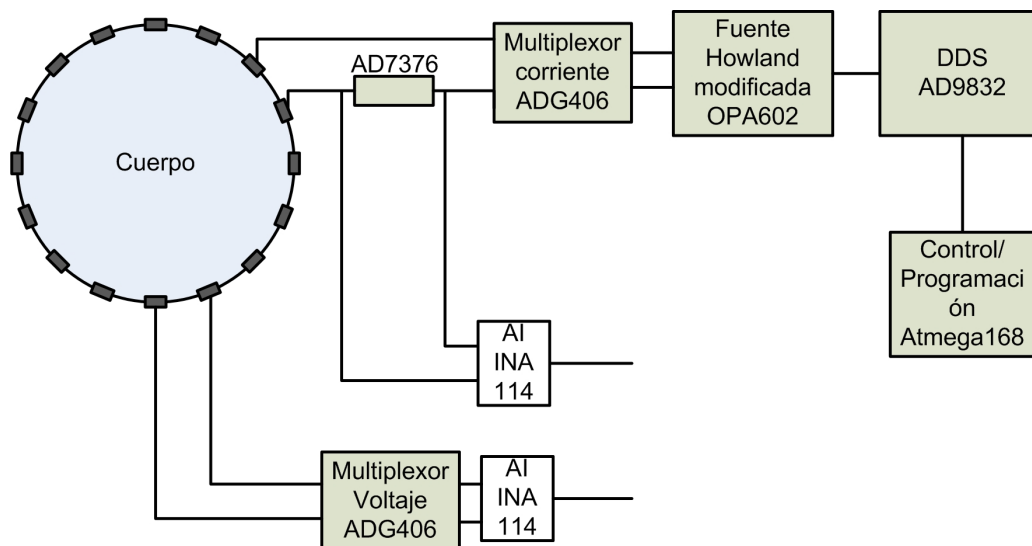 Cuerpo
AD7376
Multiplexor
corriente
ADG406
Fuente
Howland
modificada
OPA602
DDS
AD9832
Control/
Programaci
ón
Atmega168
AI
INA
114
Multiplexor
Voltaje
ADG406
AI
INA
114